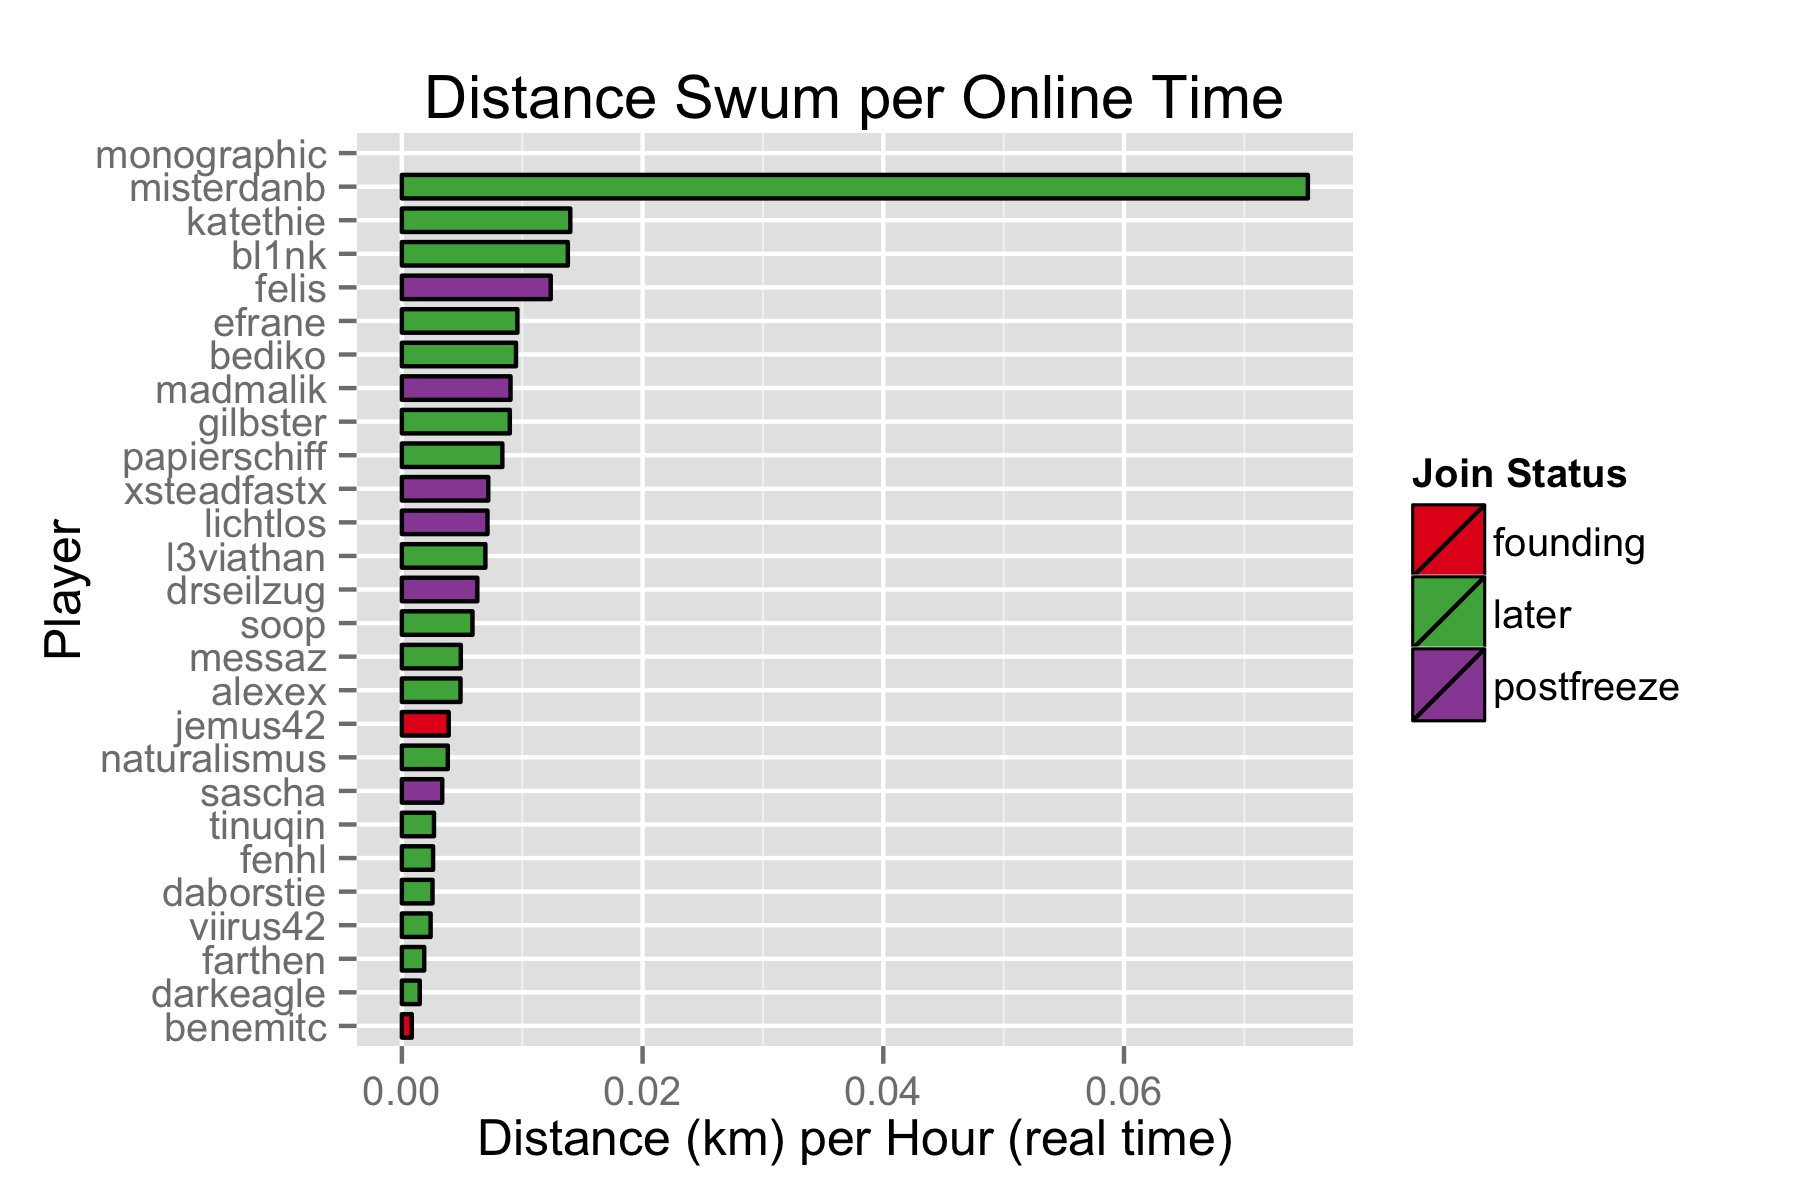 Distance Swum per Online Time
monographic
misterdanb
katethie
bl1nk
felis
efrane
bediko
madmalik
gilbster
papierschiff
xsteadfastx
lichtlos
l3viathan
drseilzug
soop
messaz
alexex
jemus42
naturalismus
sascha
tinuqin
fenhl
daborstie
viirus42
farthen
darkeagle
benemitc
Player
0.00 0.02 0.04 0.06
Distance (km) per Hour (real time)
Join Status
founding
later
postfreeze